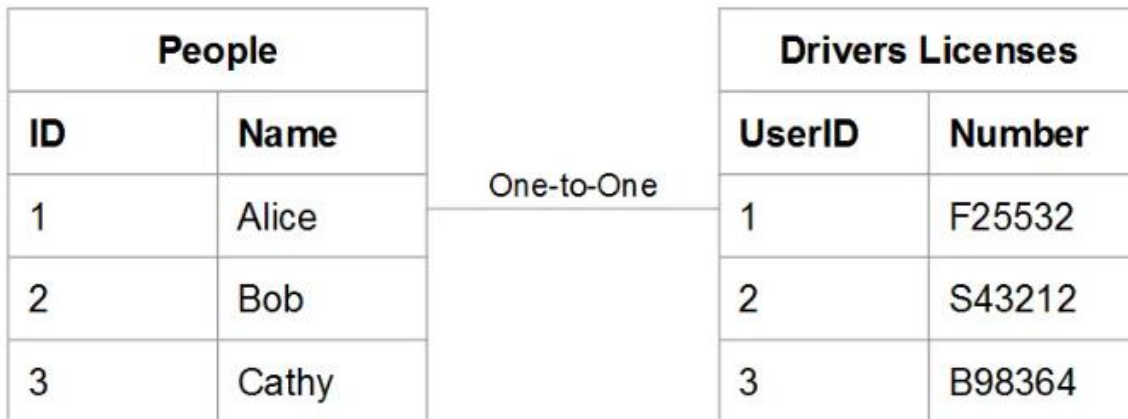 People
ID Name
1 Alice
2 Bob
3 Cathy
One-to-One
Drivers Licenses
UserID Number
1 F25532
2 S43212
3 B98364